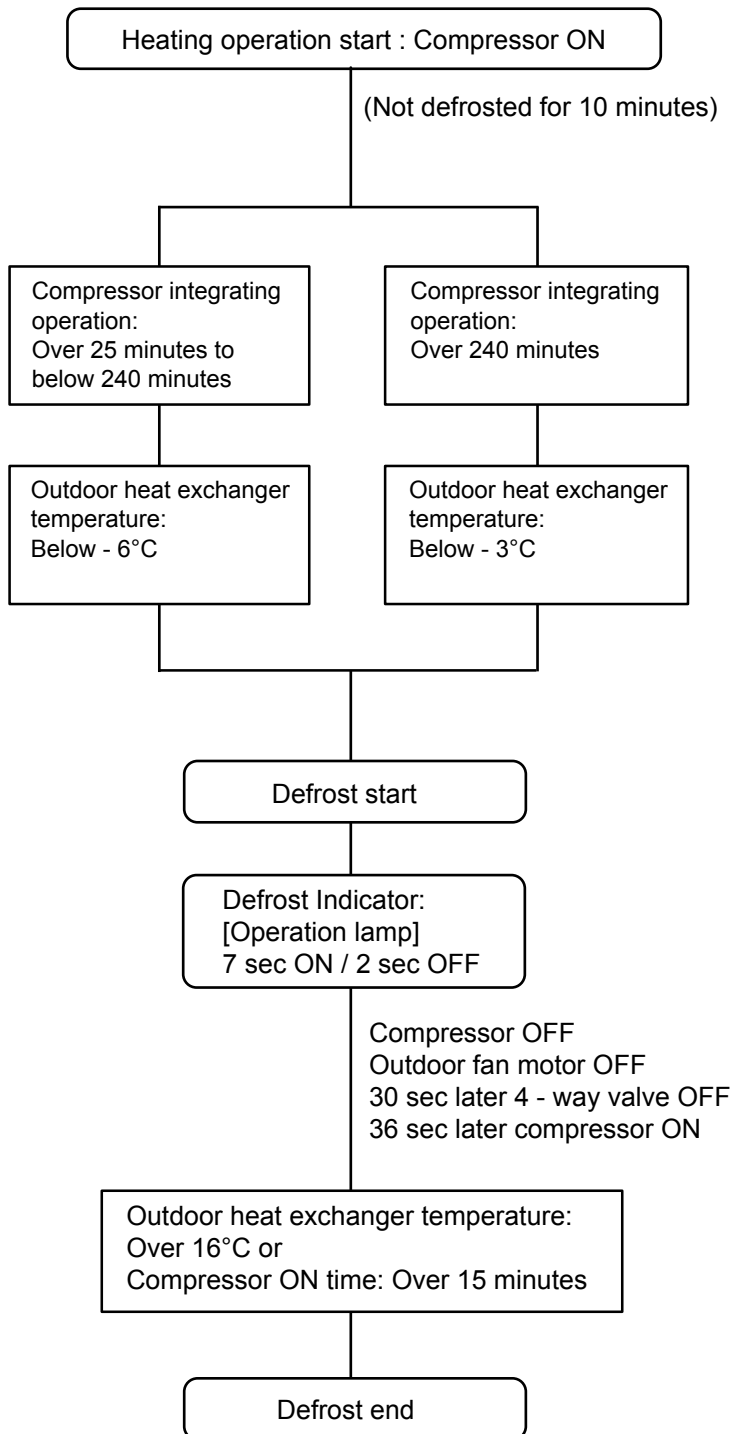 Heating operation start : Compressor ON
(Not defrosted for 10 minutes)
Compressor integrating
operation:
Over 25 minutes to
below 240 minutes
Compressor integrating
operation:
Over 240 minutes
Outdoor heat exchanger
temperature:
Below - 6°C
Outdoor heat exchanger
temperature:
Below - 3°C
Defrost start
Defrost Indicator:
[Operation lamp]
7 sec ON / 2 sec OFF
Compressor OFF
Outdoor fan motor OFF
30 sec later 4 - way valve OFF
36 sec later compressor ON
Outdoor heat exchanger temperature:
Over 16°C or
Compressor ON time: Over 15 minutes
Defrost end